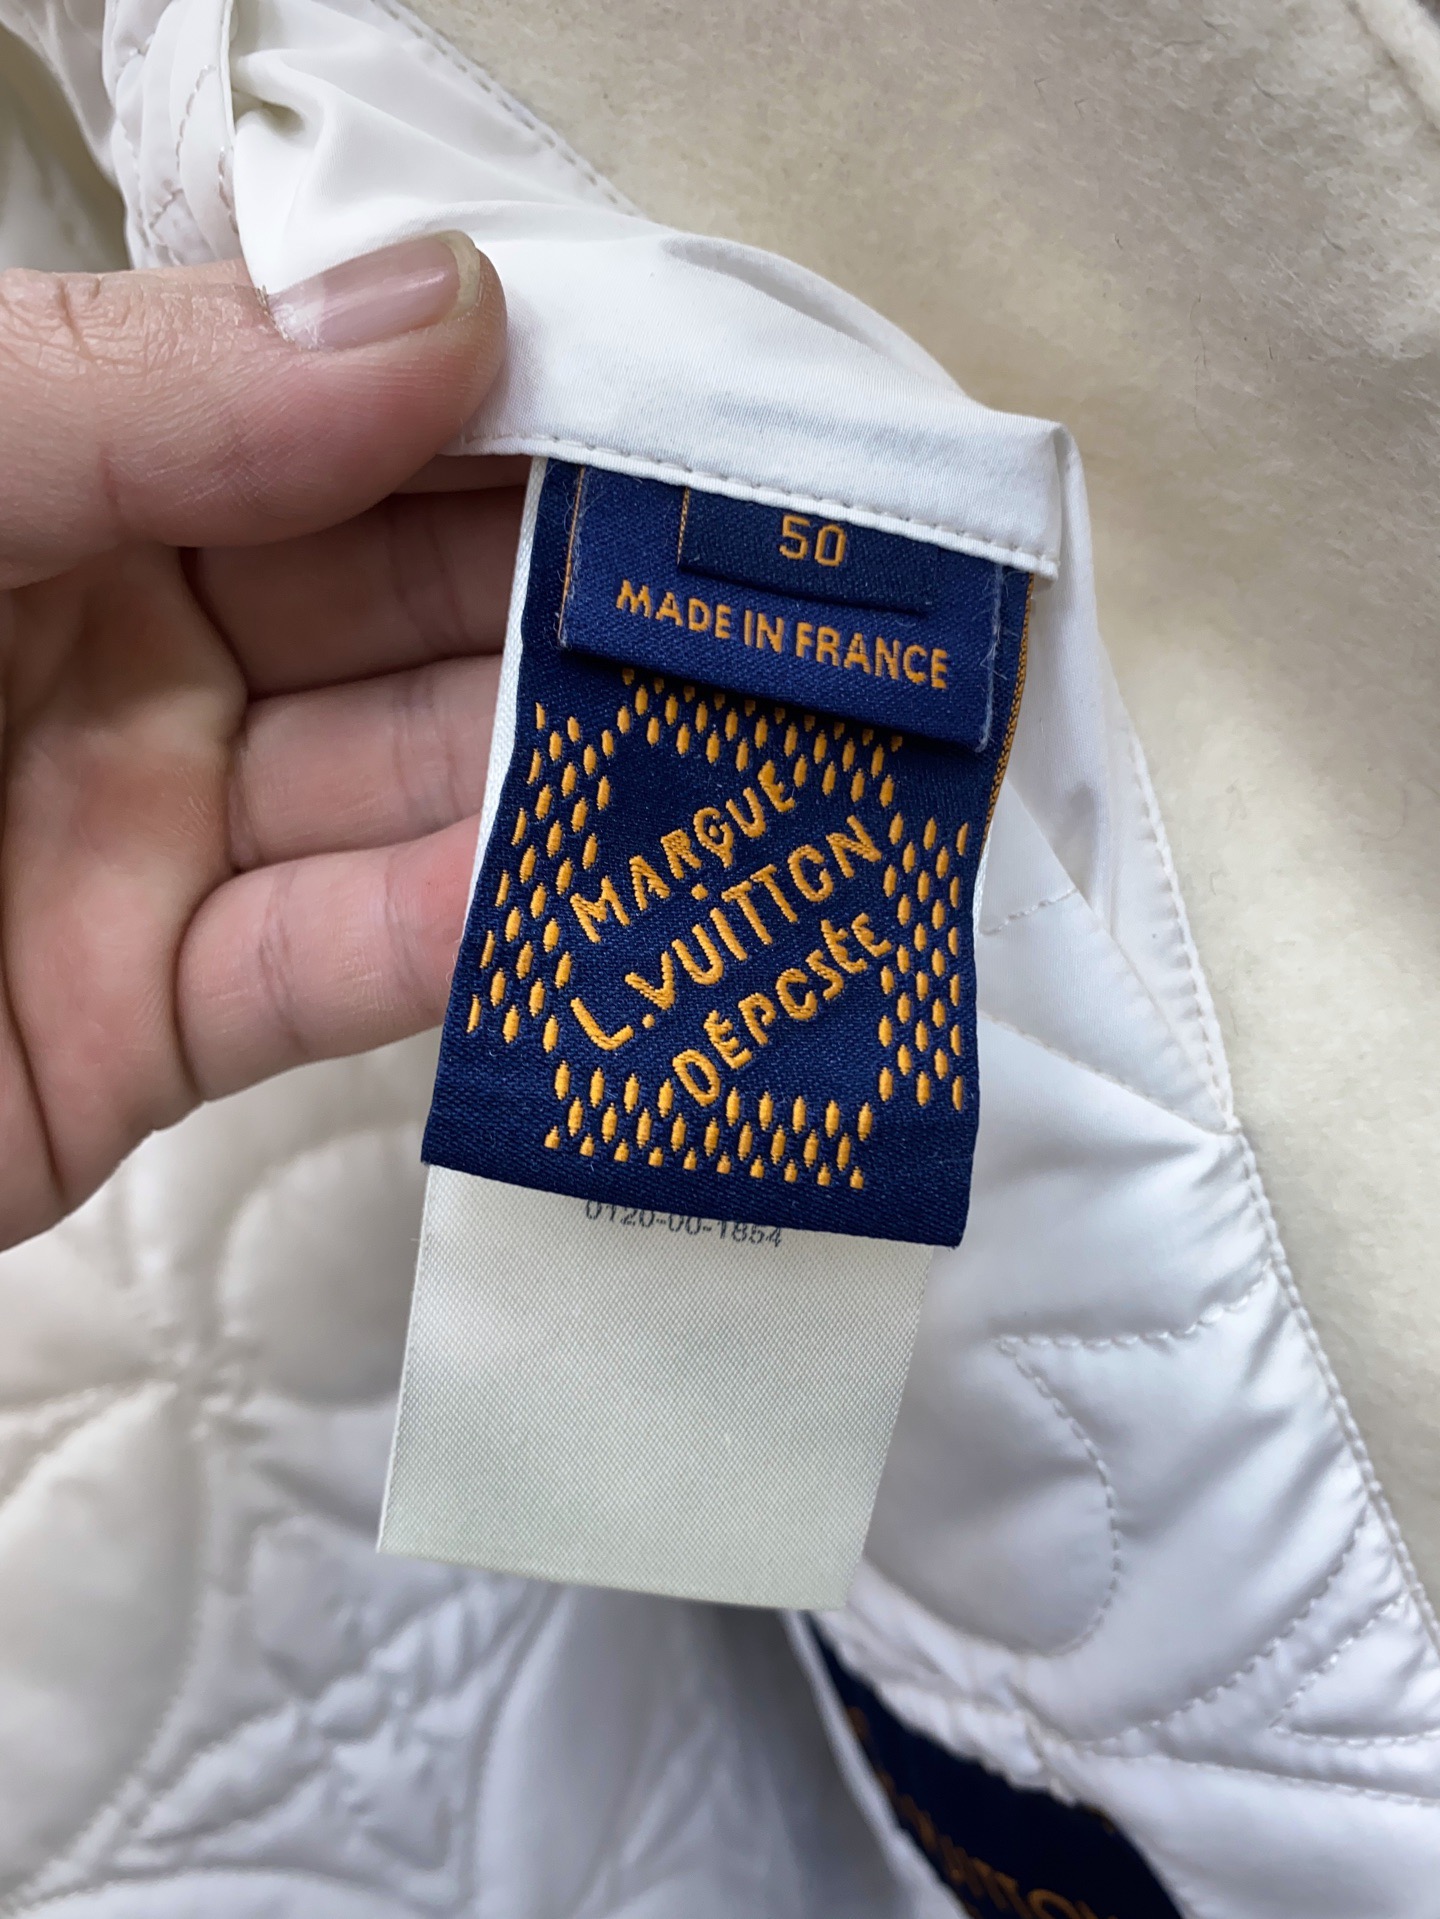 50
MADE IN FRANCE
MARQUE
L.VUITTON
DÉPOSÉE
0120-00-1854